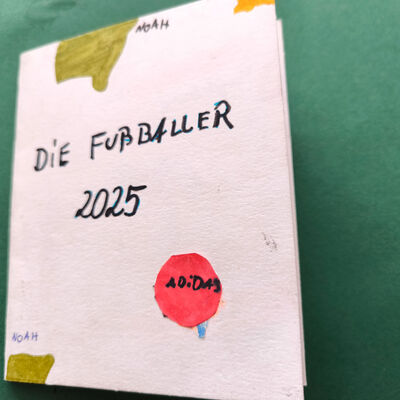 NOAH
DiE FUßBALLER
2025
ADiDAS
NOAH